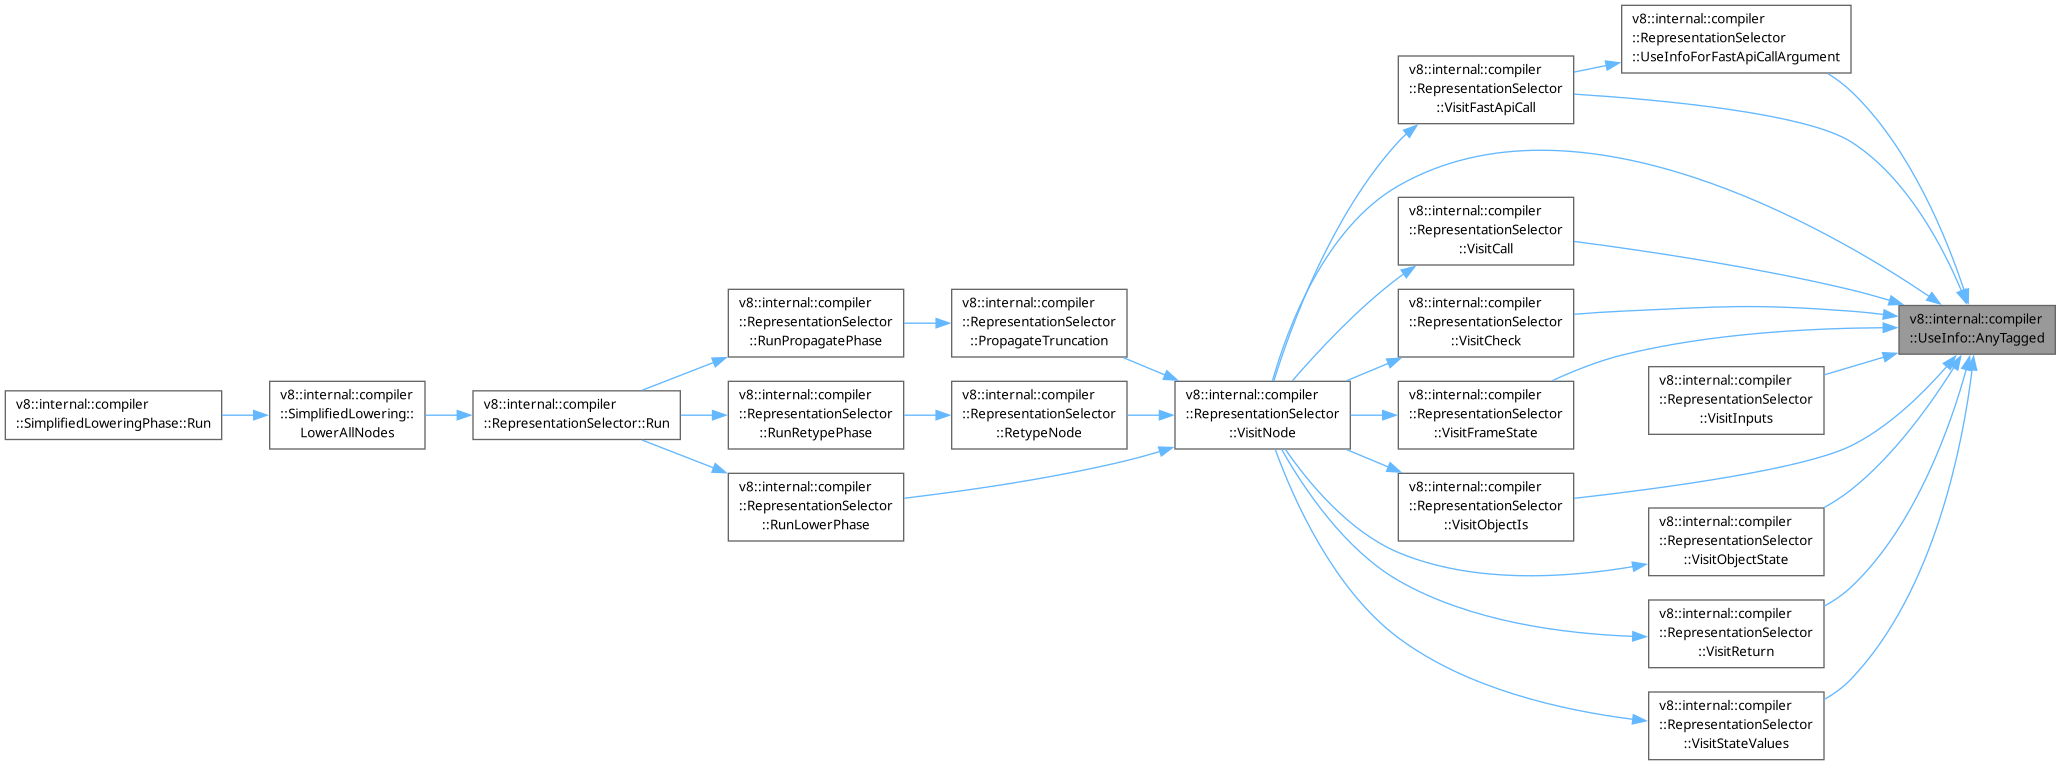 v8::internal::compiler
::SimplifiedLoweringPhase::Run
v8::internal::compiler
::SimplifiedLowering::
LowerAllNodes
v8::internal::compiler
::RepresentationSelector::Run
v8::internal::compiler
::RepresentationSelector
::RunPropagatePhase
v8::internal::compiler
::RepresentationSelector
::RunRetypePhase
v8::internal::compiler
::RepresentationSelector
::RunLowerPhase
v8::internal::compiler
::RepresentationSelector
::PropagateTruncation
v8::internal::compiler
::RepresentationSelector
::RetypeNode
v8::internal::compiler
::RepresentationSelector
::VisitNode
v8::internal::compiler
::RepresentationSelector
::VisitFastApiCall
v8::internal::compiler
::RepresentationSelector
::VisitCall
v8::internal::compiler
::RepresentationSelector
::VisitCheck
v8::internal::compiler
::RepresentationSelector
::VisitFrameState
v8::internal::compiler
::RepresentationSelector
::VisitObjectIs
v8::internal::compiler
::RepresentationSelector
::UseInfoForFastApiCallArgument
v8::internal::compiler
::RepresentationSelector
::VisitInputs
v8::internal::compiler
::RepresentationSelector
::VisitObjectState
v8::internal::compiler
::RepresentationSelector
::VisitReturn
v8::internal::compiler
::RepresentationSelector
::VisitStateValues
v8::internal::compiler
::UseInfo::AnyTagged